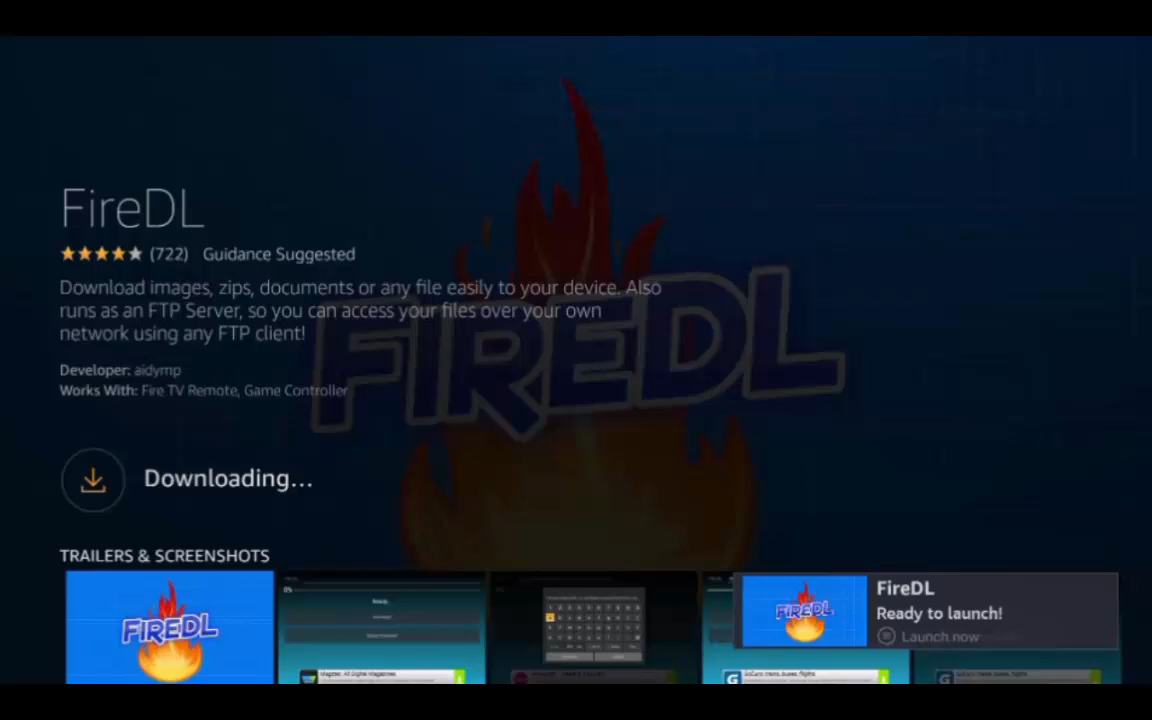 FireDL
(722) Guidance Suggested
Download images, zips, documents or any file easily to your device. Also
runs as an FTP Server, so you can access your files over your own
network using any FTP client!
Developer: aidymp
Works With: Fire TV Remote, Game Controller
FIREDL
Downloading...
TRAILERS & SCREENSHOTS
FIREDL
FIREDL
FireDL
Ready to launch!
Launch now